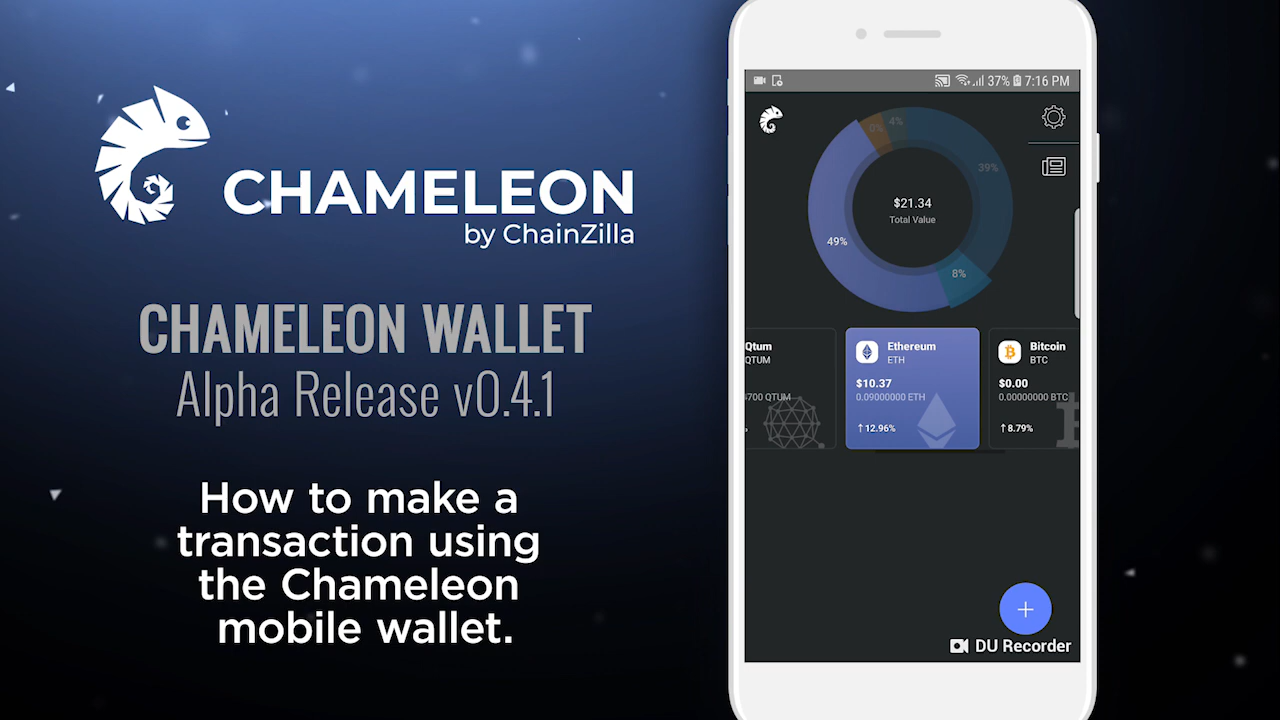 CHAMELEON
by ChainZilla
CHAMELEON WALLET
Alpha Release v0.4.1
How to make a
transaction using
the Chameleon
mobile wallet.
37% 7:16 PM
0%
4%
39%
$21.34
Total Value
49%
8%
Qtum
QTUM
4700 QTUM
Ethereum
ETH
$10.37
0.09000000 ETH
↑12.96%
Bitcoin
BTC
$0.00
0.00000000 BTC
↑8.79%
+
DU Recorder